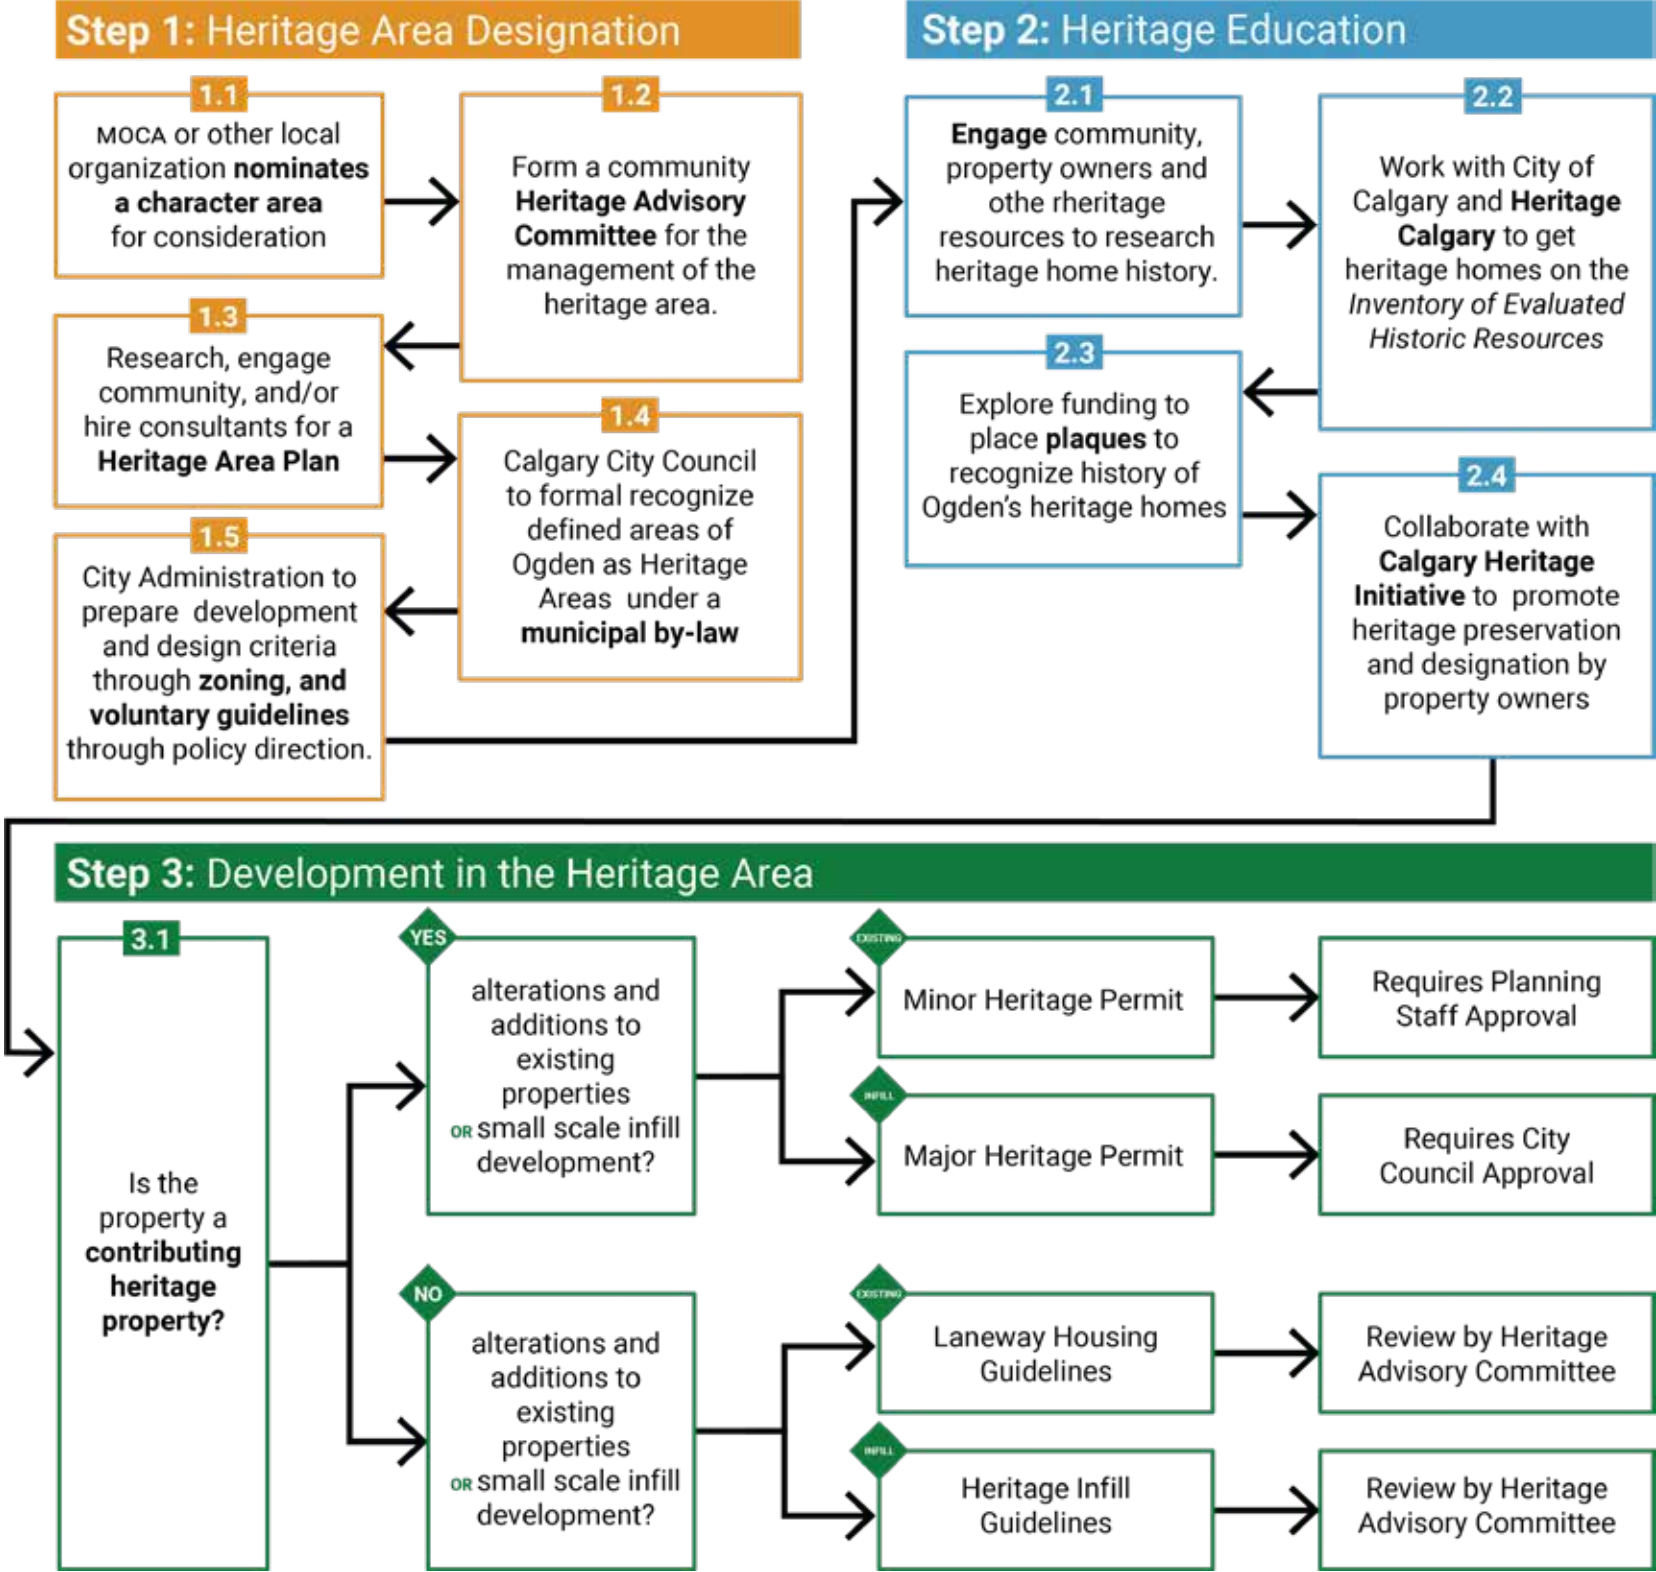 Step 1: Heritage Area Designation
1.1
MOCA or other local
organization nominates
a character area
for consideration
1.2
Form a community
Heritage Advisory
Committee for the
management of the
heritage area.
1.3
Research, engage
community, and/or
hire consultants for a
Heritage Area Plan
1.4
Calgary City Council
to formal recognize
defined areas of
Ogden as Heritage
Areas under a
municipal by-law
1.5
City Administration to
prepare development
and design criteria
through zoning, and
voluntary guidelines
through policy direction.
Step 2: Heritage Education
2.1
Engage community,
property owners and
othe rheritage
resources to research
heritage home history.
2.2
Work with City of
Calgary and Heritage
Calgary to get
heritage homes on the
Inventory of Evaluated
Historic Resources
2.3
Explore funding to
place plaques to
recognize history of
Ogden's heritage homes
2.4
Collaborate with
Calgary Heritage
Initiative to promote
heritage preservation
and designation by
property owners
Step 3: Development in the Heritage Area
3.1
Is the
property a
contributing
heritage
property?
YES
alterations and
additions to
existing
properties
OR small scale infill
development?
EXISTING
Minor Heritage Permit
Requires Planning
Staff Approval
INFILL
Major Heritage Permit
Requires City
Council Approval
NO
alterations and
additions to
existing
properties
OR small scale infill
development?
EXISTING
Laneway Housing
Guidelines
Review by Heritage
Advisory Committee
INFILL
Heritage Infill
Guidelines
Review by Heritage
Advisory Committee